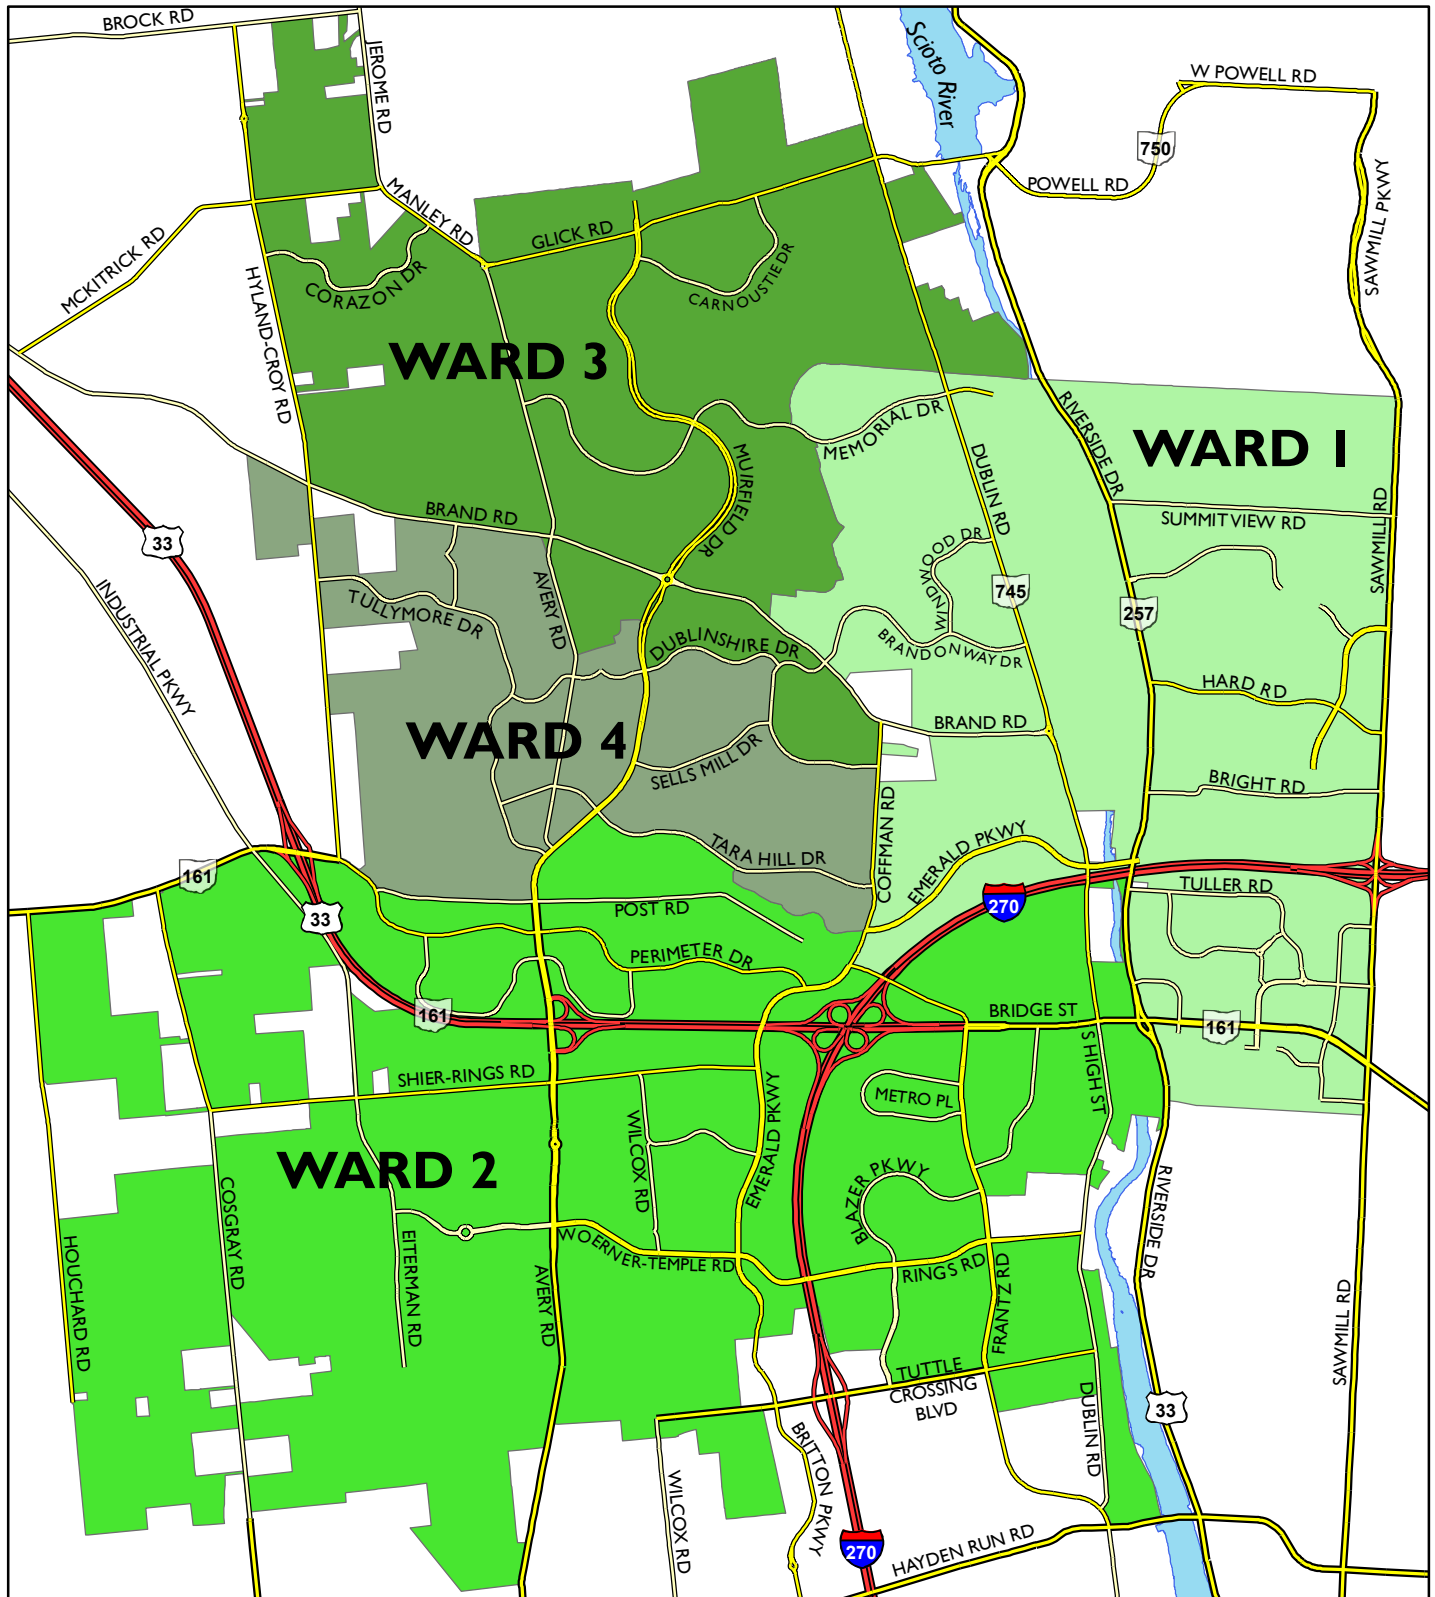 BROCK RD
JEROME RD
Scioto River
W POWELL RD
750
POWELL RD
SAWMILL PKWY
MANLEY RD
GLICK RD
MCKITRICK RD
HYLAND-CROY RD
CORAZON DR
CARNOUSTIE DR
WARD 3
MEMORIAL DR
RIVERSIDE DR
WARD 1
MUIRFIELD DR
DUBLIN RD
BRAND RD
SUMMIT VIEW RD
SAWMILL RD
33
INDUSTRIAL PKWY
TULLYMORE DR
AVERY RD
WINDWOOD DR
745
257
DUBLINSHIRE DR
BRANDONWAY DR
HARD RD
WARD 4
BRAND RD
SELLS MILL DR
BRIGHT RD
COFFMAN RD
EMERALD PKWY
TARA HILL DR
161
270
TULLER RD
33
POST RD
PERIMETER DR
161
BRIDGE ST
161
S HIGH ST
SHIER-RINGS RD
METRO PL
WILCOX RD
EMERALD PKWY
WARD 2
BLAZER PKWY
COSGRAY RD
RIVERSIDE DR
HOUCHARD RD
EITERMAN RD
WOERNER-TEMPLE RD
RINGS RD
FRANTZ RD
AVERY RD
SAWMILL RD
TUTTLE
CROSSING
BLVD
DUBLIN RD
33
BRITTON PKWY
WILCOX RD
270
HAYDEN RUN RD